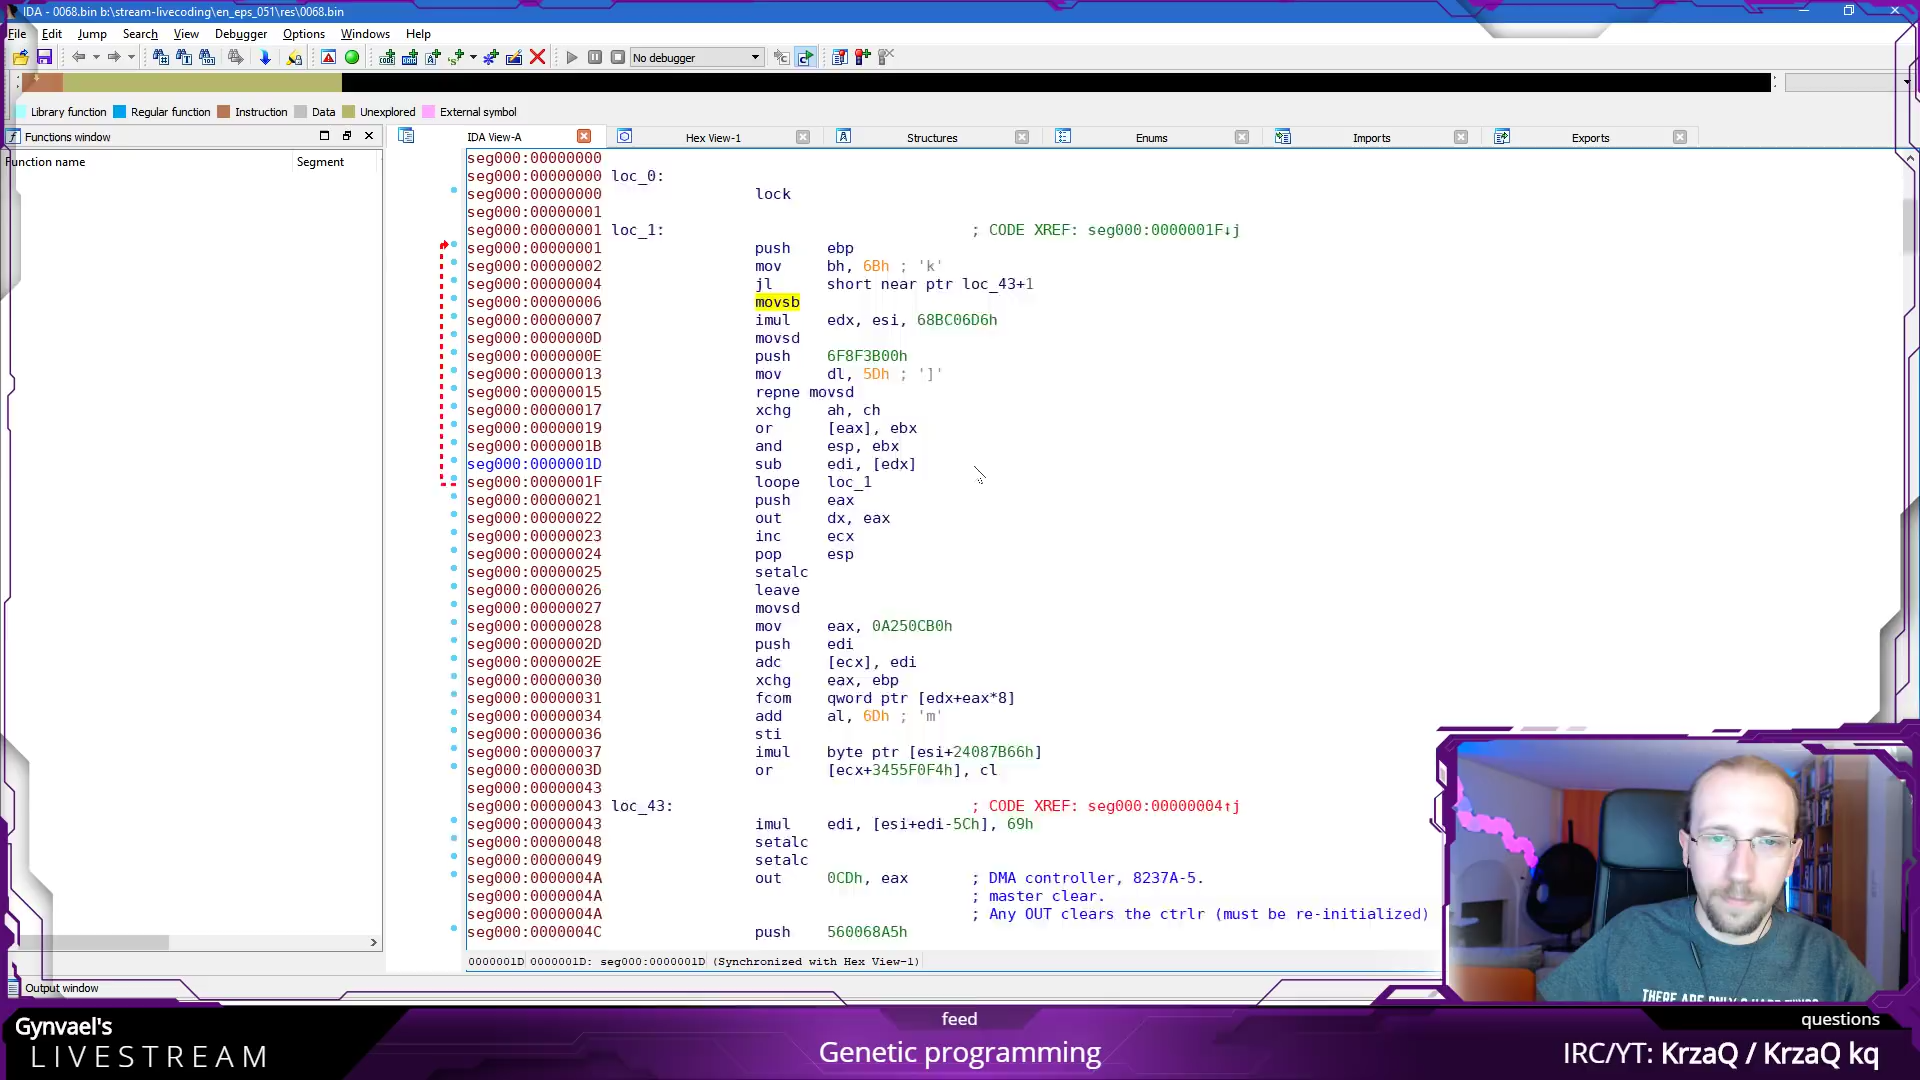 IDA - 0068.bin b:\stream-livecoding\en_eps_051\res\0068.bin
File Edit Jump Search View Debugger Options Windows Help
No debugger
Library function Regular function Instruction Data Unexplored External symbol
Functions window
IDA View-A Hex View-1 Structures Enums Imports Exports
Function name Segment
seg000:00000000
seg000:00000000 loc_0:
seg000:00000000 lock
seg000:00000001
seg000:00000001 loc_1: ; CODE XREF: seg000:0000001F↓j
seg000:00000001 push ebp
seg000:00000002 mov bh, 6Bh ; 'k'
seg000:00000004 jl short near ptr loc_43+1
seg000:00000006 movsb
seg000:00000007 imul edx, esi, 68BC06D6h
seg000:0000000D movsd
seg000:0000000E push 6F8F3B00h
seg000:00000013 mov dl, 5Dh ; ']'
seg000:00000015 repne movsd
seg000:00000017 xchg ah, ch
seg000:00000019 or [eax], ebx
seg000:0000001B and esp, ebx
seg000:0000001D sub edi, [edx]
seg000:0000001F loope loc_1
seg000:00000021 push eax
seg000:00000022 out dx, eax
seg000:00000023 inc ecx
seg000:00000024 pop esp
seg000:00000025 setalc
seg000:00000026 leave
seg000:00000027 movsd
seg000:00000028 mov eax, 0A250CB0h
seg000:0000002D push edi
seg000:0000002E adc [ecx], edi
seg000:00000030 xchg eax, ebp
seg000:00000031 fcom qword ptr [edx+eax*8]
seg000:00000034 add al, 6Dh ; 'm'
seg000:00000036 sti
seg000:00000037 imul byte ptr [esi+24087B66h]
seg000:0000003D or [ecx+3455F0F4h], cl
seg000:00000043
seg000:00000043 loc_43: ; CODE XREF: seg000:00000004↑j
seg000:00000043 imul edi, [esi+edi-5Ch], 69h
seg000:00000048 setalc
seg000:00000049 setalc
seg000:0000004A out 0CDh, eax ; DMA controller, 8237A-5.
seg000:0000004A ; master clear.
seg000:0000004A ; Any OUT clears the ctrlr (must be re-initialized)
seg000:0000004C push 560068A5h
0000001D 0000001D: seg000:0000001D (Synchronized with Hex View-1)
Output window
THERE ARE ONLY
Gynvael's
LIVESTREAM
feed
Genetic programming
questions
IRC/YT: KrzaQ / KrzaQ kq